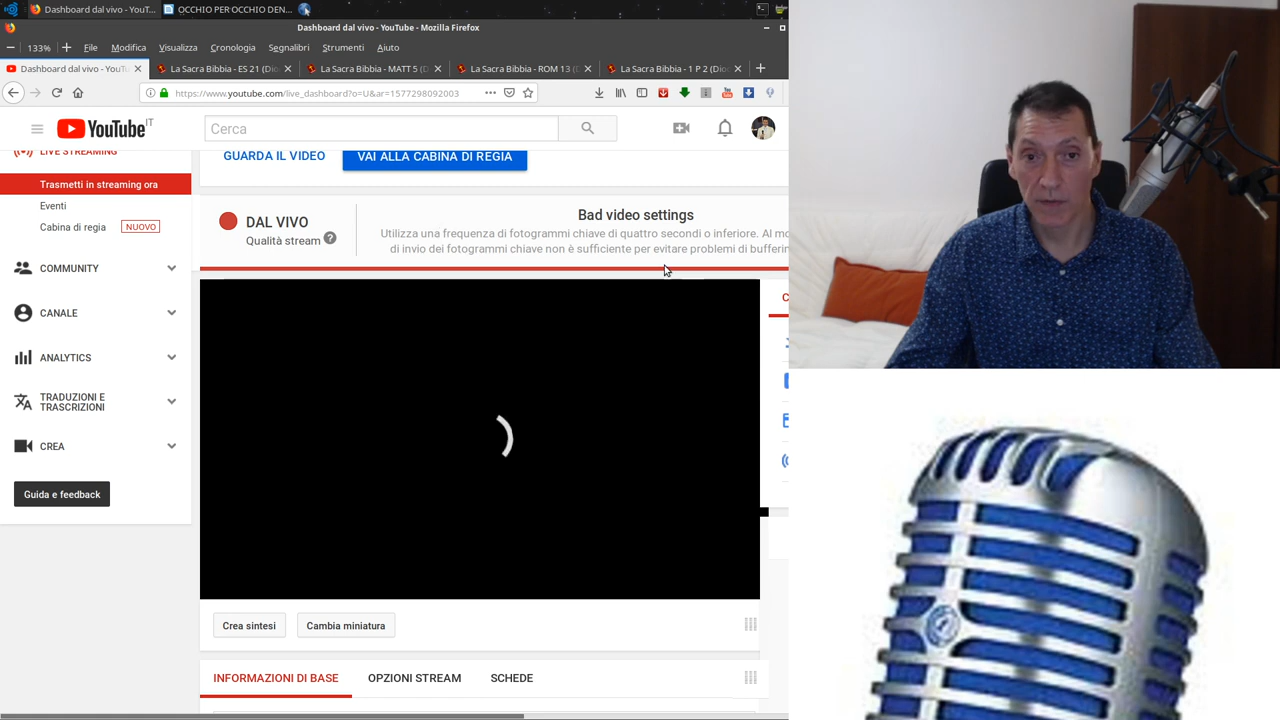 Dashboard dal vivo - YouT...
OCCHIO PER OCCHIO DEN...
Dashboard dal vivo - YouTube - Mozilla Firefox
133%
File
Modifica
Visualizza
Cronologia
Segnalibri
Strumenti
Aiuto
Dashboard dal vivo - YouTu
La Sacra Bibbia - ES 21 (Dio
La Sacra Bibbia - MATT 5 (D
La Sacra Bibbia - ROM 13 (D
La Sacra Bibbia - 1 P 2 (Dio
https://www.youtube.com/live_dashboard?o=U&ar=1577298092003
YouTube IT
Cerca
LIVE STREAMING
GUARDA IL VIDEO
VAI ALLA CABINA DI REGIA
Trasmetti in streaming ora
Eventi
Cabina di regia
NUOVO
DAL VIVO
Qualità stream ?
Bad video settings
Utilizza una frequenza di fotogrammi chiave di quattro secondi o inferiore. Al mo
di invio dei fotogrammi chiave non è sufficiente per evitare problemi di bufferin
COMMUNITY
CANALE
ANALYTICS
TRADUZIONI E
TRASCRIZIONI
CREA
Guida e feedback
Crea sintesi
Cambia miniatura
INFORMAZIONI DI BASE
OPZIONI STREAM
SCHEDE